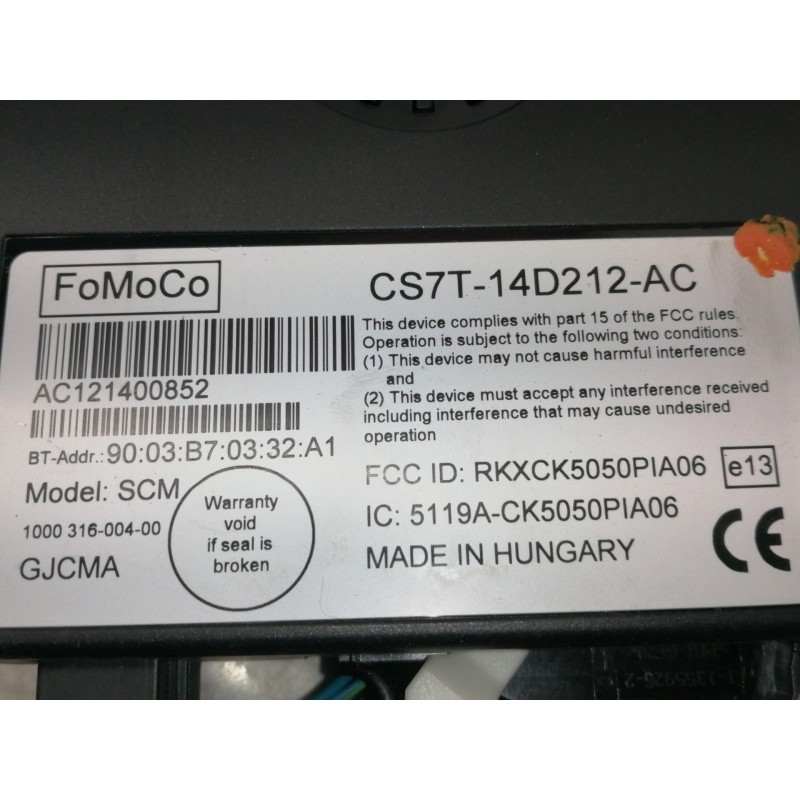 FoMoCo
CS7T-14D212-AC
AC121400852
BT-Addr.: 90:03:B7:03:32:A1
Model: SCM
1000 316-004-00
GJCMA
Warranty
void
if seal is
broken
This device complies with part 15 of the FCC rules.
Operation is subject to the following two conditions:
(1) This device may not cause harmful interference
and
(2) This device must accept any interference received
including interference that may cause undesired
operation
FCC ID: RKXCK5050PIA06
e13
IC: 5119A-CK5050PIA06
MADE IN HUNGARY
CE